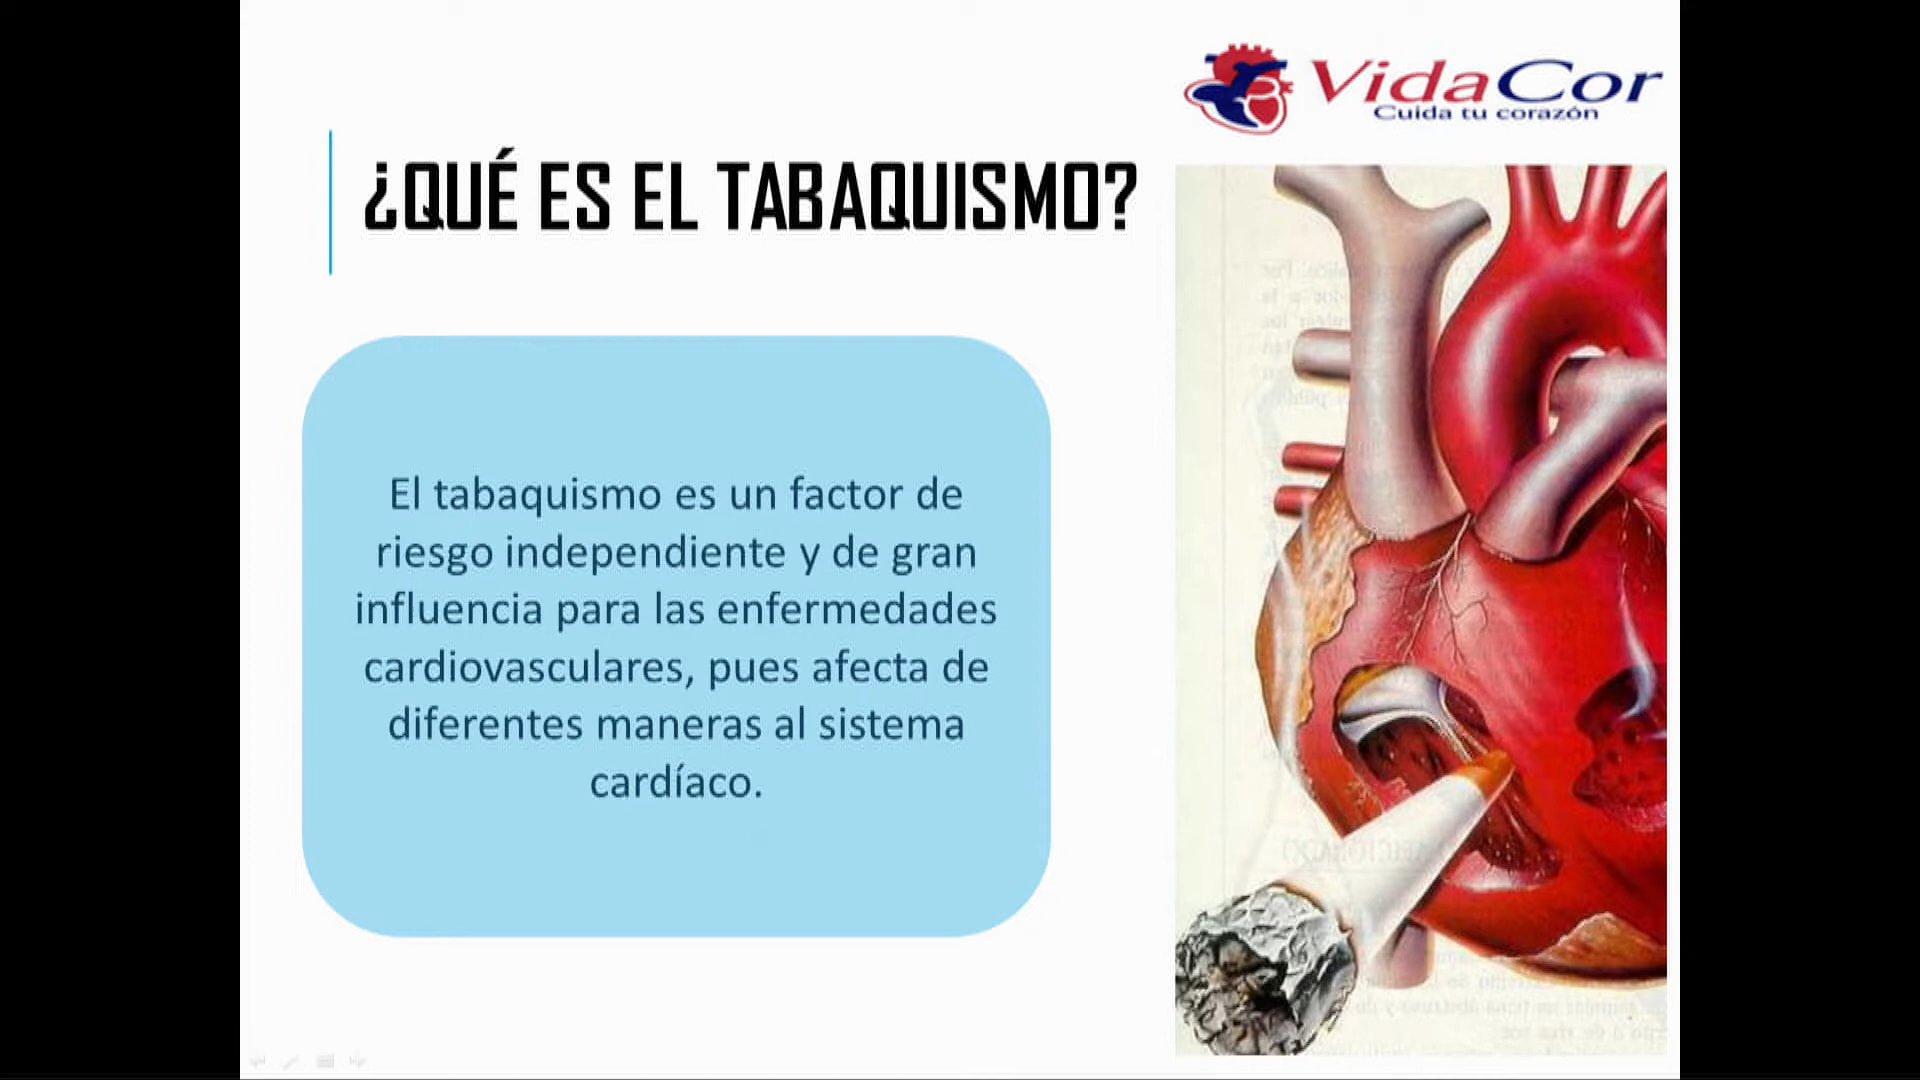 VidaCor
Cuida tu corazón
¿QUÉ ES EL TABAQUISMO?
El tabaquismo es un factor de
riesgo independiente y de gran
influencia para las enfermedades
cardiovasculares, pues afecta de
diferentes maneras al sistema
cardíaco.